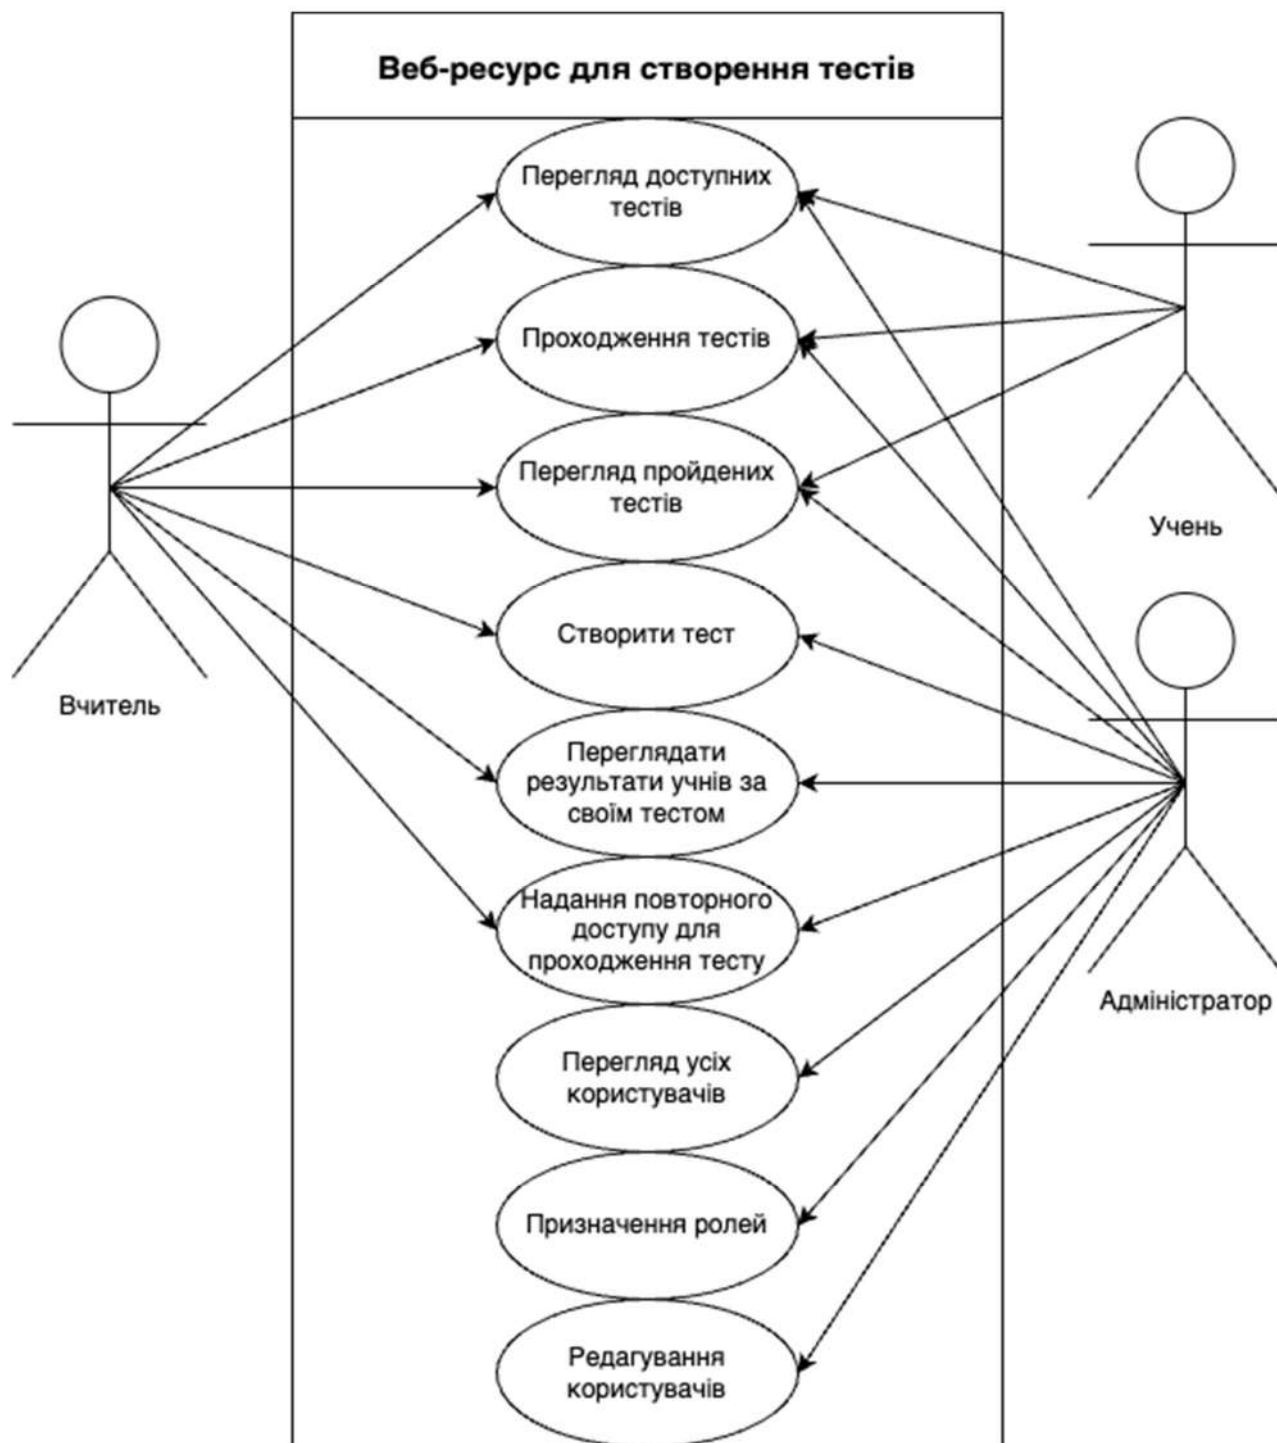 Веб-ресурс для створення тестів
Перегляд доступних
тестів
Проходження тестів
Перегляд пройдених
тестів
Учень
Створити тест
Вчитель
Переглядати
результати учнів за
своїм тестом
Надання повторного
доступу для
проходження тесту
Адміністратор
Перегляд усіх
користувачів
Призначення ролей
Редагування
користувачів